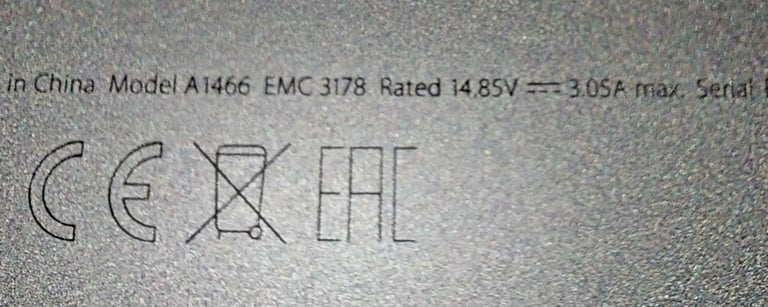 in China Model A1466 EMC 3178 Rated 14.85V ⎓ 3.05A max. Serial
CE EAC